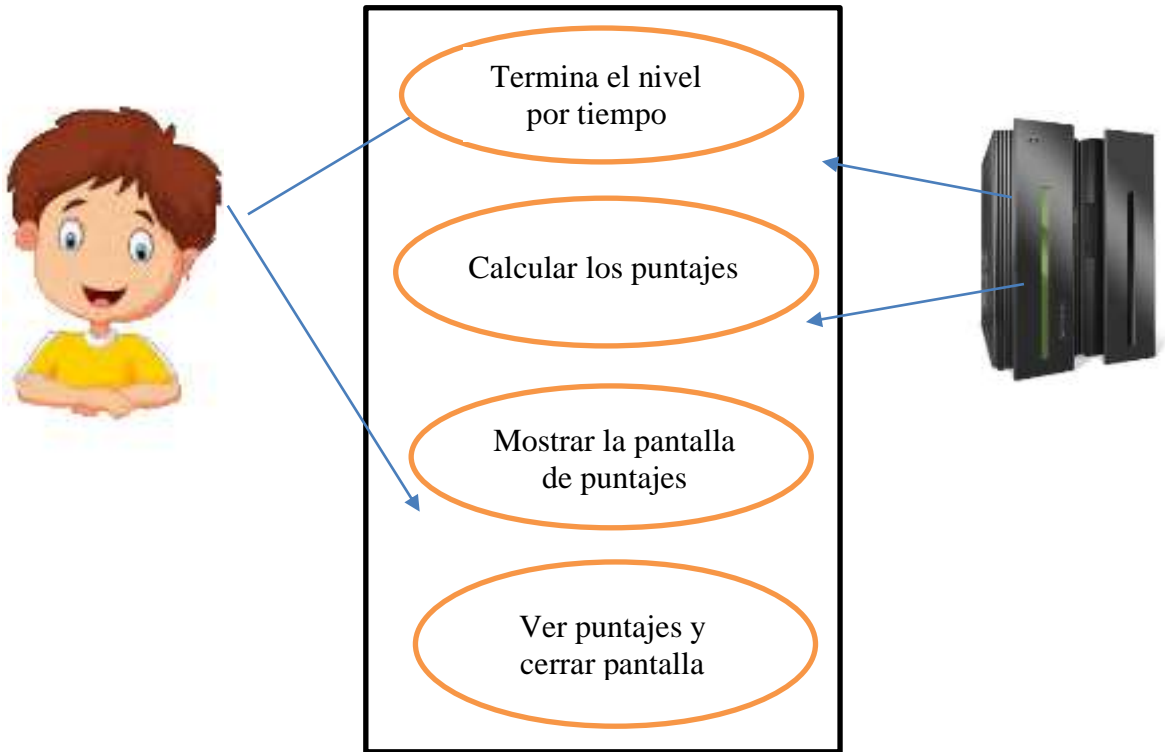 Termina el nivel
por tiempo
Calcular los puntajes
Mostrar la pantalla
de puntajes
Ver puntajes y
cerrar pantalla